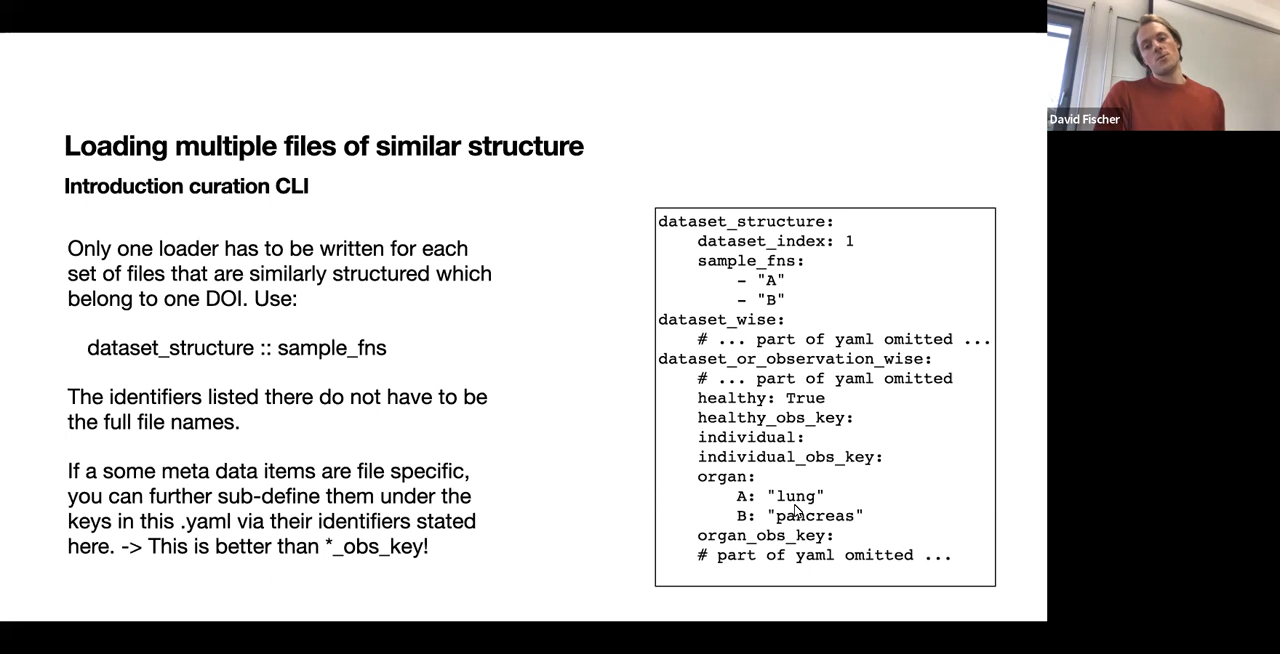 Loading multiple files of similar structure
Introduction curation CLI
Only one loader has to be written for each
set of files that are similarly structured which
belong to one DOI. Use:
dataset_structure :: sample_fns
The identifiers listed there do not have to be
the full file names.
If a some meta data items are file specific,
you can further sub-define them under the
keys in this .yaml via their identifiers stated
here. -> This is better than *_obs_key!
dataset_structure:
    dataset_index: 1
    sample_fns:
        - "A"
        - "B"
dataset_wise:
    # ... part of yaml omitted ...
dataset_or_observation_wise:
    # ... part of yaml omitted
    healthy: True
    healthy_obs_key:
    individual:
    individual_obs_key:
    organ:
        A: "lung"
        B: "pancreas"
    organ_obs_key:
    # part of yaml omitted ...
David Fischer